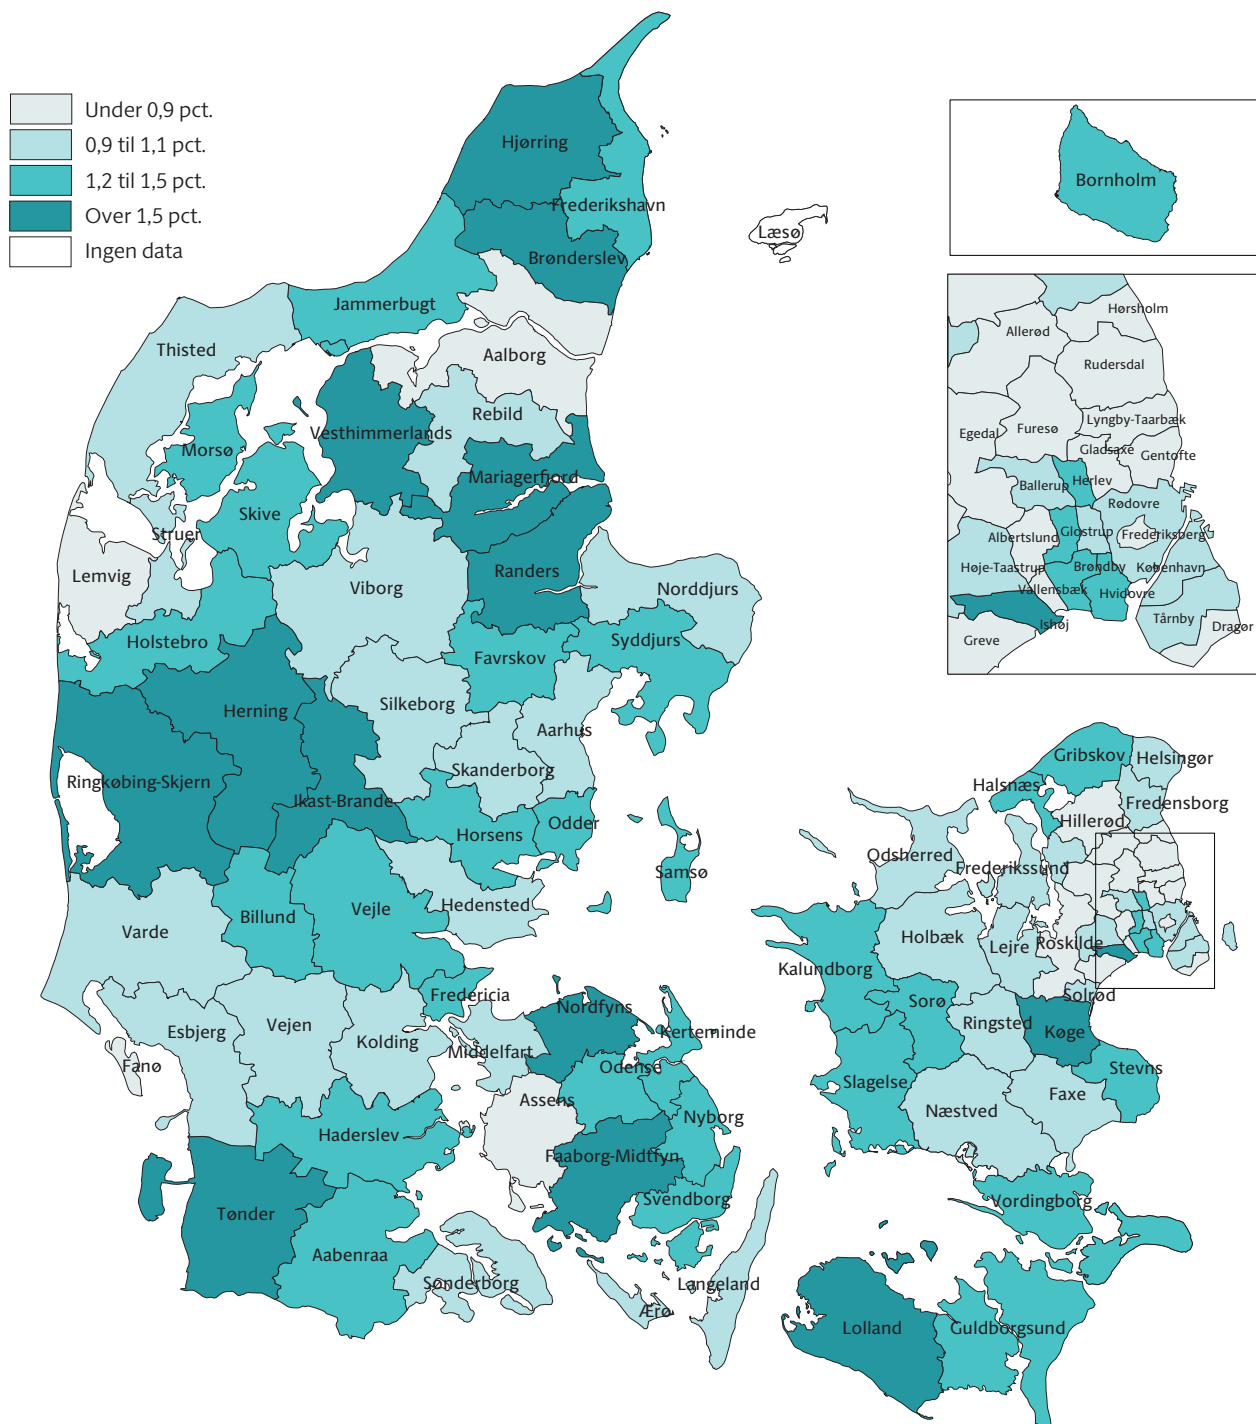 Under 0,9 pct.
0,9 til 1,1 pct.
1,2 til 1,5 pct.
Over 1,5 pct.
Ingen data
Hjørring
Frederikshavn
Brønderslev
Læsø
Jammerbugt
Thisted
Aalborg
Rebild
Vesthimmerlands
Morsø
Mariagerfjord
Skive
Struer
Lemvig
Viborg
Randers
Norddjurs
Holstebro
Favrskov
Syddjurs
Herning
Silkeborg
Aarhus
Ringkøbing-Skjern
Skanderborg
Ikast-Brande
Horsens
Odder
Samsø
Billund
Vejle
Hedensted
Varde
Fredericia
Nordfyns
Esbjerg
Vejen
Kolding
Middelfart
Kerteminde
Fanø
Odense
Assens
Nyborg
Haderslev
Faaborg-Midtfyn
Svendborg
Tønder
Aabenraa
Sønderborg
Langeland
Ærø
Bornholm
Hørsholm
Allerød
Rudersdal
Lyngby-Taarbæk
Furesø
Egedal
Gladsaxe
Gentofte
Ballerup
Herlev
Rødovre
Albertslund
Glostrup
Frederiksberg
Høje-Taastrup
Brøndby
København
Vallensbæk
Hvidovre
Ishøj
Tårnby
Dragør
Greve
Gribskov
Helsingør
Halsnæs
Fredensborg
Hillerød
Odsherred
Frederikssund
Holbæk
Lejre
Roskilde
Kalundborg
Solrød
Sorø
Ringsted
Køge
Stevns
Slagelse
Næstved
Faxe
Vordingborg
Lolland
Guldborgsund